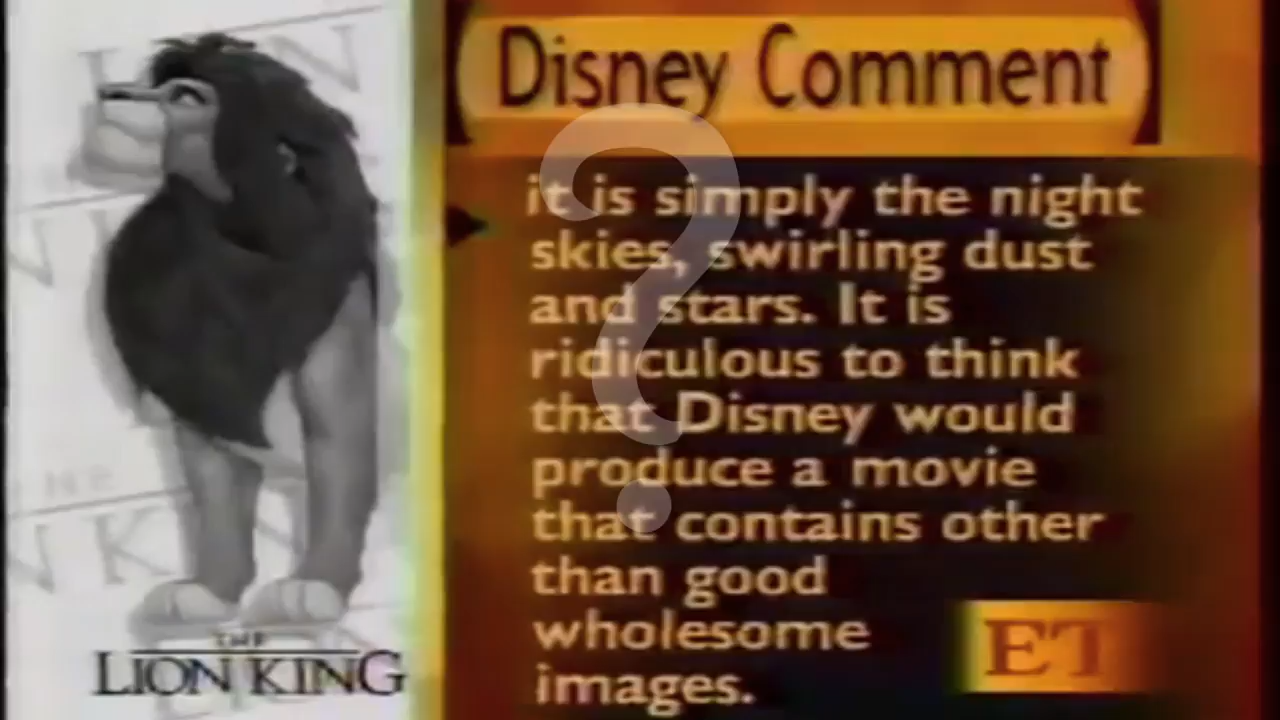 Disney Comment
it is simply the night
skies, swirling dust
and stars. It is
ridiculous to think
that Disney would
produce a movie
that contains other
than good
wholesome
images.
?
ET
THE
LION KING